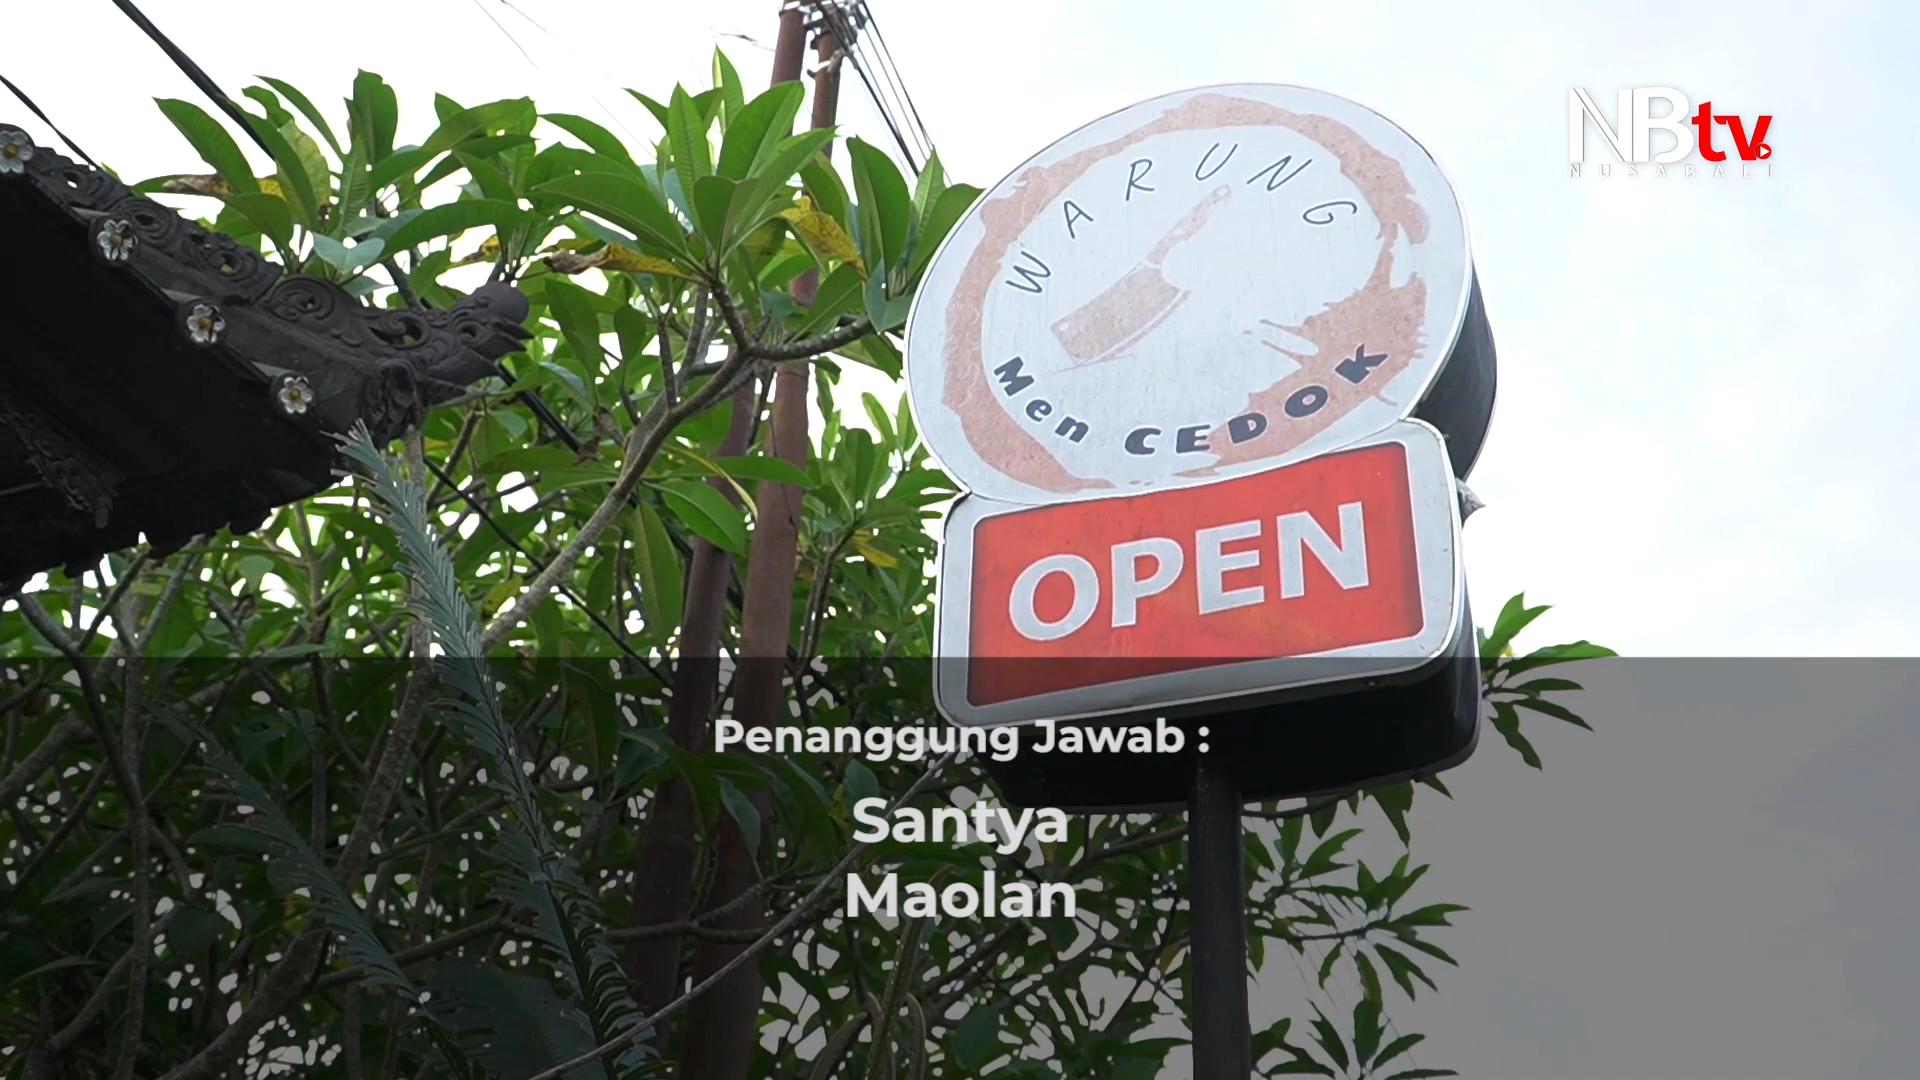 NBtv
NUSABALI
WARUNG
Men CEDOK
OPEN
Penanggung Jawab :
Santya
Maolan